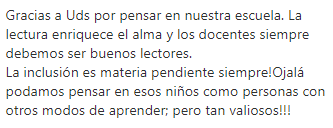 Gracias a Uds por pensar en nuestra escuela. La
lectura enriquece el alma y los docentes siempre
debemos ser buenos lectores.
La inclusión es materia pendiente siempre!Ojalá
podamos pensar en esos niños como personas con
otros modos de aprender; pero tan valiosos!!!